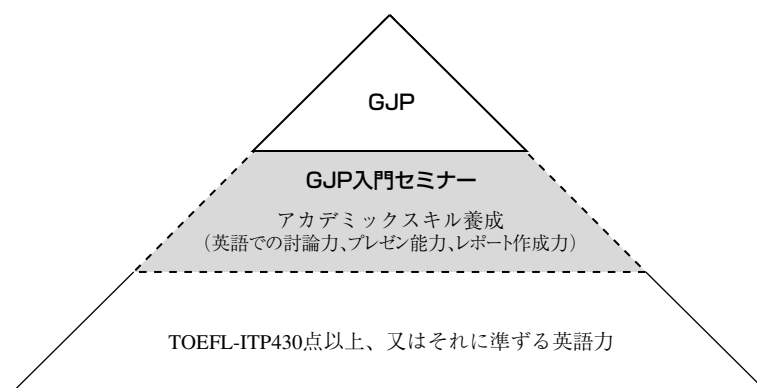 GJP
GJP入門セミナー
アカデミックスキル養成
(英語での討論力、プレゼン能力、レポート作成力)
TOEFL-ITP430点以上、又はそれに準ずる英語力